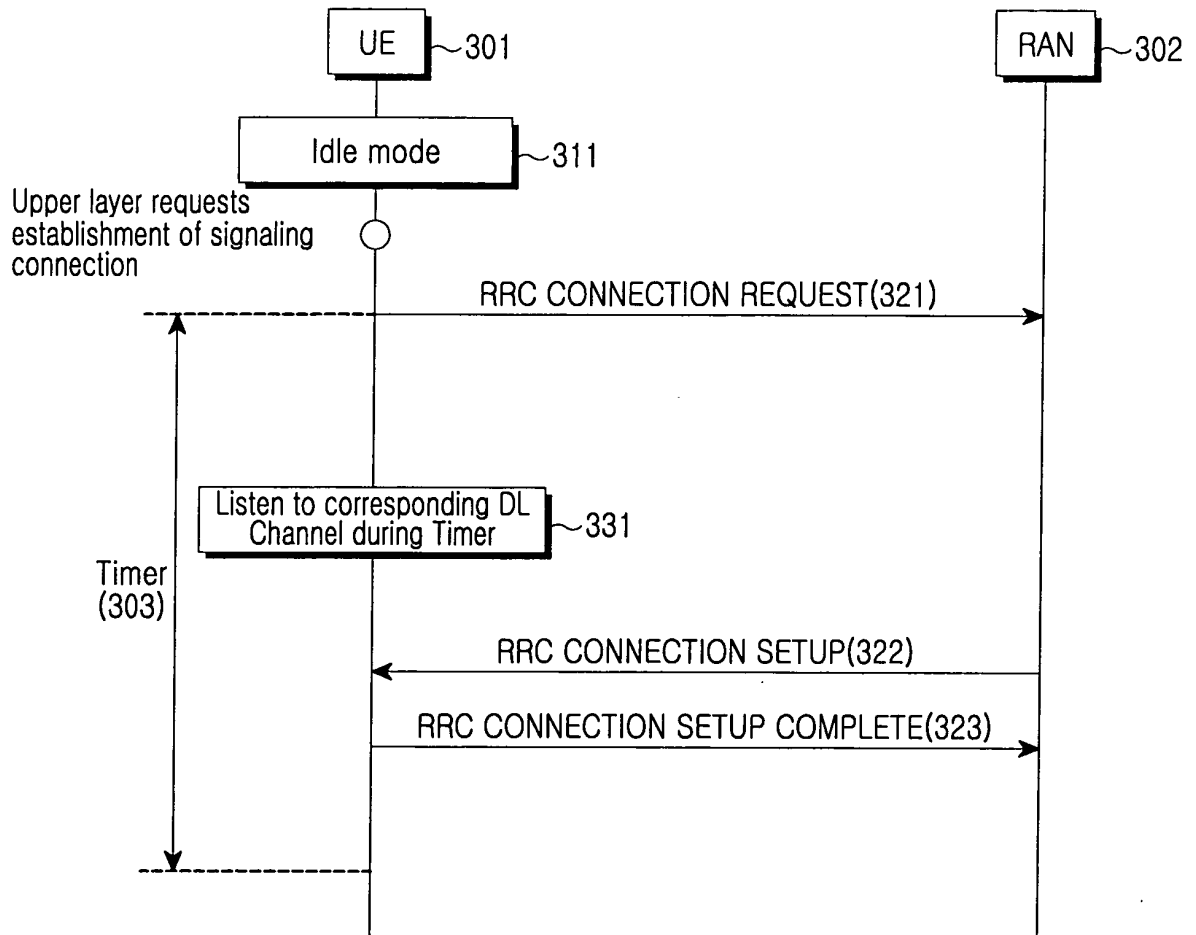 UE
301
RAN
302
Idle mode
311
Upper layer requests
establishment of signaling
connection
RRC CONNECTION REQUEST(321)
Listen to corresponding DL
Channel during Timer
331
Timer
(303)
RRC CONNECTION SETUP(322)
RRC CONNECTION SETUP COMPLETE(323)